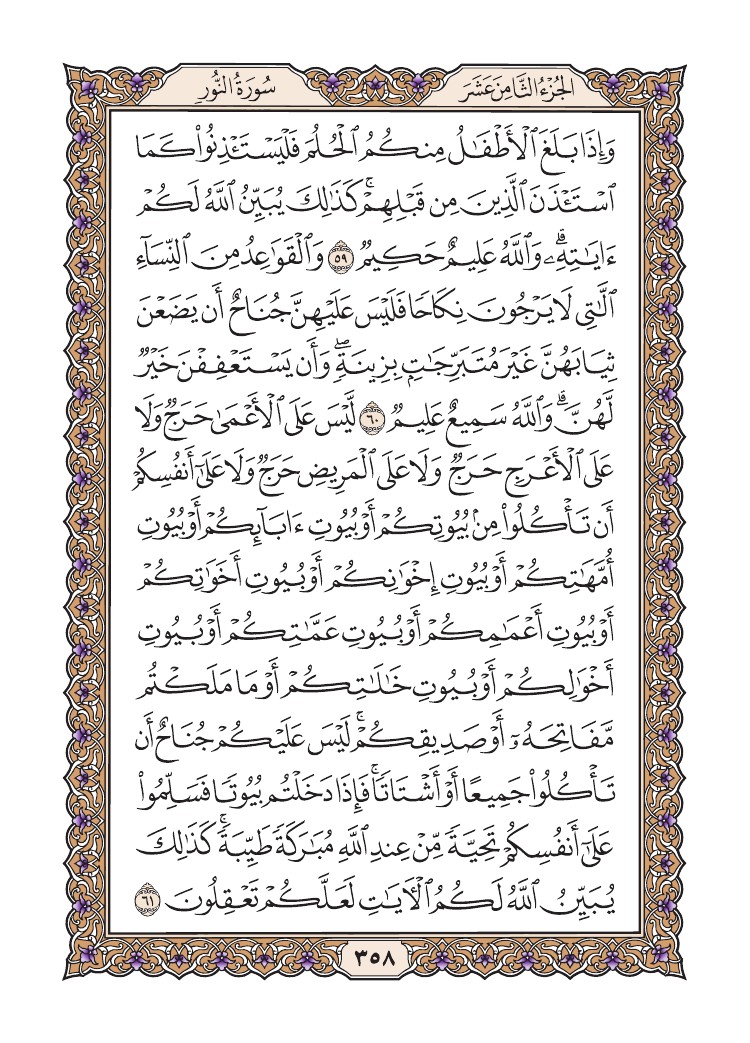 الجُزْءُ الثَّامِنَ عَشَرَ
سُورَةُ النُّورِ
وَإِذَا بَلَغَ ٱلْأَطْفَـٰلُ مِنكُمُ ٱلْحُلُمَ فَلْيَسْتَـْٔذِنُوا۟ كَمَا
ٱسْتَـْٔذَنَ ٱلَّذِينَ مِن قَبْلِهِمْ ۚ كَذَٰلِكَ يُبَيِّنُ ٱللَّهُ لَكُمْ
ءَايَـٰتِهِۦ ۗ وَٱللَّهُ عَلِيمٌ حَكِيمٌ ٥٩ وَٱلْقَوَٰعِدُ مِنَ ٱلنِّسَآءِ
ٱلَّـٰتِى لَا يَرْجُونَ نِكَاحًا فَلَيْسَ عَلَيْهِنَّ جُنَاحٌ أَن يَضَعْنَ
ثِيَابَهُنَّ غَيْرَ مُتَبَرِّجَـٰتٍۭ بِزِينَةٍ ۖ وَأَن يَسْتَعْفِفْنَ خَيْرٌ
لَّهُنَّ ۗ وَٱللَّهُ سَمِيعٌ عَلِيمٌ ٦٠ لَّيْسَ عَلَى ٱلْأَعْمَىٰ حَرَجٌ وَلَا
عَلَى ٱلْأَعْرَجِ حَرَجٌ وَلَا عَلَى ٱلْمَرِيضِ حَرَجٌ وَلَا عَلَىٰٓ أَنفُسِكُمْ
أَن تَأْكُلُوا۟ مِنۢ بُيُوتِكُمْ أَوْ بُيُوتِ ءَابَآئِكُمْ أَوْ بُيُوتِ
أُمَّهَـٰتِكُمْ أَوْ بُيُوتِ إِخْوَٰنِكُمْ أَوْ بُيُوتِ أَخَوَٰتِكُمْ
أَوْ بُيُوتِ أَعْمَـٰمِكُمْ أَوْ بُيُوتِ عَمَّـٰتِكُمْ أَوْ بُيُوتِ
أَخْوَٰلِكُمْ أَوْ بُيُوتِ خَـٰلَـٰتِكُمْ أَوْ مَا مَلَكْتُم
مَّفَاتِحَهُۥٓ أَوْ صَدِيقِكُمْ ۚ لَيْسَ عَلَيْكُمْ جُنَاحٌ أَن
تَأْكُلُوا۟ جَمِيعًا أَوْ أَشْتَاتًا ۚ فَإِذَا دَخَلْتُم بُيُوتًا فَسَلِّمُوا۟
عَلَىٰٓ أَنفُسِكُمْ تَحِيَّةً مِّنْ عِندِ ٱللَّهِ مُبَـٰرَكَةً طَيِّبَةً ۚ كَذَٰلِكَ
يُبَيِّنُ ٱللَّهُ لَكُمُ ٱلْـَٔايَـٰتِ لَعَلَّكُمْ تَعْقِلُونَ ٦١
٣٥٨